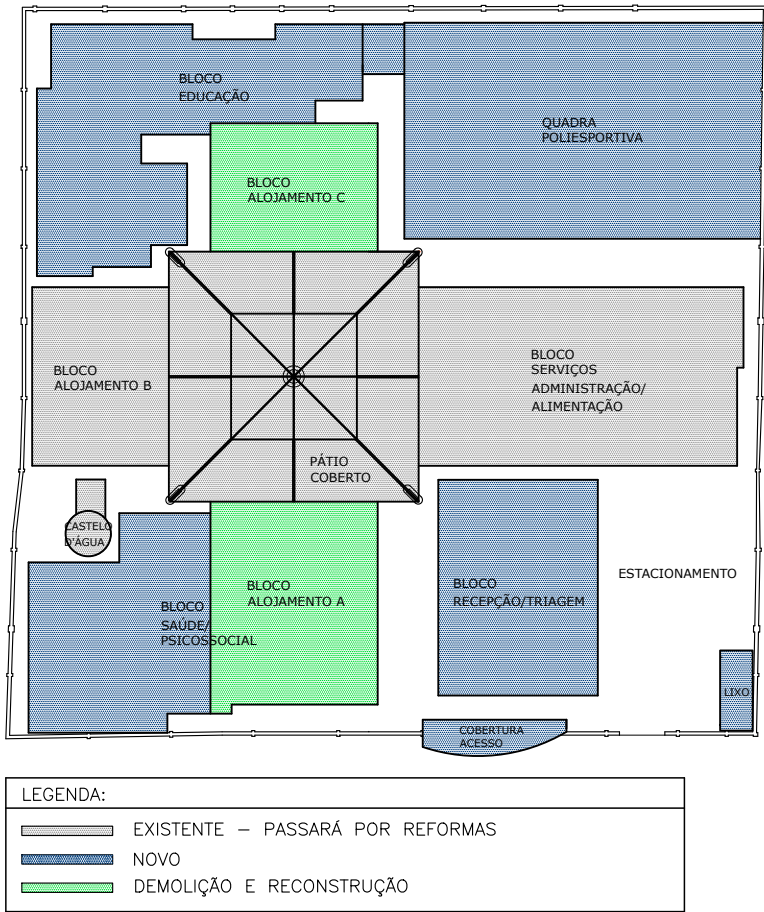 BLOCO
EDUCAÇÃO
QUADRA
POLIESPORTIVA
BLOCO
ALOJAMENTO C
BLOCO
ALOJAMENTO B
BLOCO
SERVIÇOS
ADMINISTRAÇÃO/
ALIMENTAÇÃO
PÁTIO
COBERTO
CASTELO
D'ÁGUA
BLOCO
SAÚDE/
PSICOSSOCIAL
BLOCO
ALOJAMENTO A
BLOCO
RECEPÇÃO/TRIAGEM
ESTACIONAMENTO
LIXO
COBERTURA
ACESSO
LEGENDA:
EXISTENTE – PASSARÁ POR REFORMAS
NOVO
DEMOLIÇÃO E RECONSTRUÇÃO